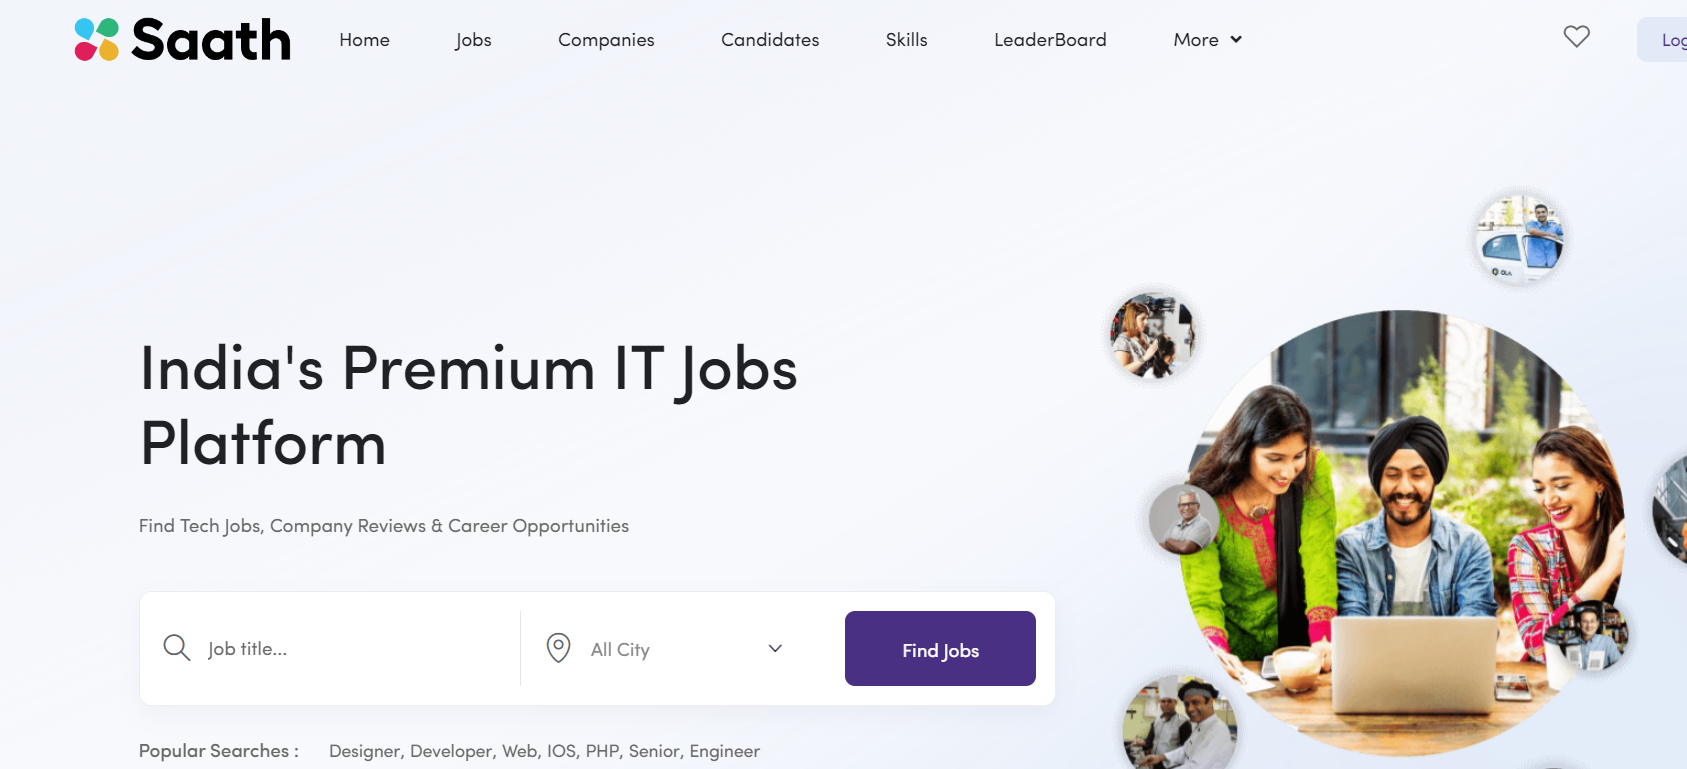 Saath
Home
Jobs
Companies
Candidates
Skills
LeaderBoard
More
Log
India's Premium IT Jobs
Platform
Find Tech Jobs, Company Reviews & Career Opportunities
Job title...
All City
Find Jobs
Popular Searches :
Designer, Developer, Web, IOS, PHP, Senior, Engineer
OLA